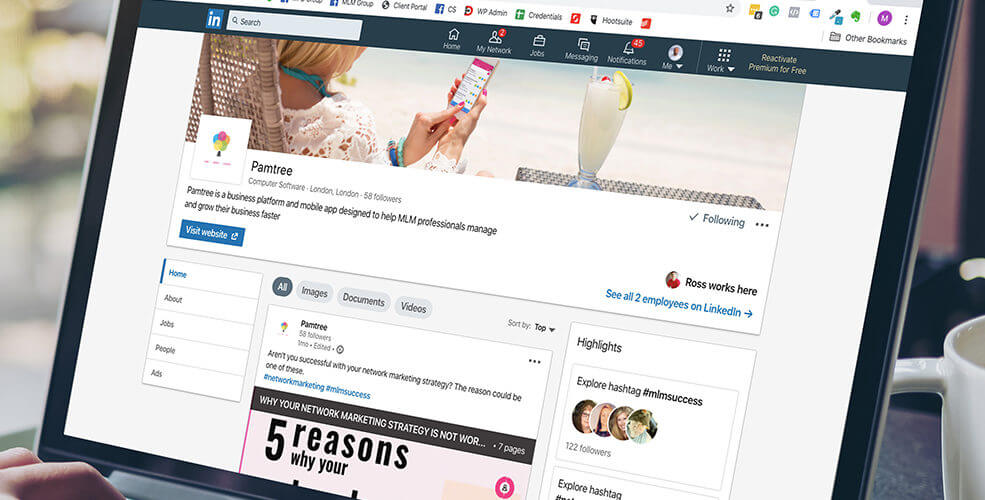 MLM Group
Client Portal
CS
WP Admin
Credentials
Hootsuite
6
M
Other Bookmarks
in
Search
Home
2
My Network
Jobs
Messaging
45
Notifications
Me
Work
Reactivate
Premium for Free
Pamtree
Computer Software · London, London · 58 followers
Pamtree is a business platform and mobile app designed to help MLM professionals manage
and grow their business faster
Following
Visit website
Ross works here
See all 2 employees on LinkedIn →
Home
About
Jobs
People
Ads
All
Images
Documents
Videos
Sort by: Top
Pamtree
58 followers
1mo • Edited •
Aren't you successful with your network marketing strategy? The reason could be
one of these.
#networkmarketing #mlmsuccess
WHY YOUR NETWORK MARKETING STRATEGY IS NOT WOR... • 7 pages
5 reasons
why your
Highlights
Explore hashtag #mlmsuccess
122 followers
Explore hashtag